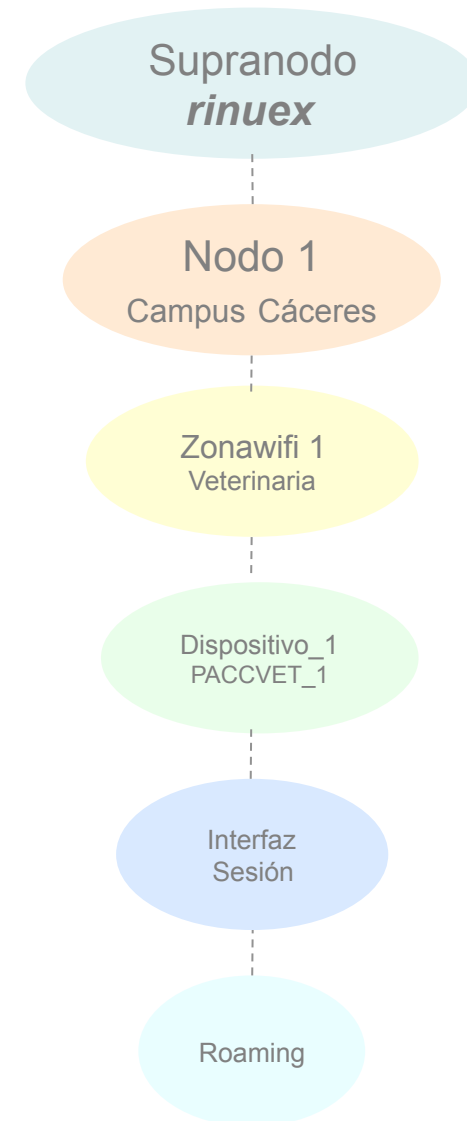 Supranodo
rinuex
Nodo 1
Campus Cáceres
Zonawifi 1
Veterinaria
Dispositivo_1
PACCVET_1
Interfaz
Sesión
Roaming